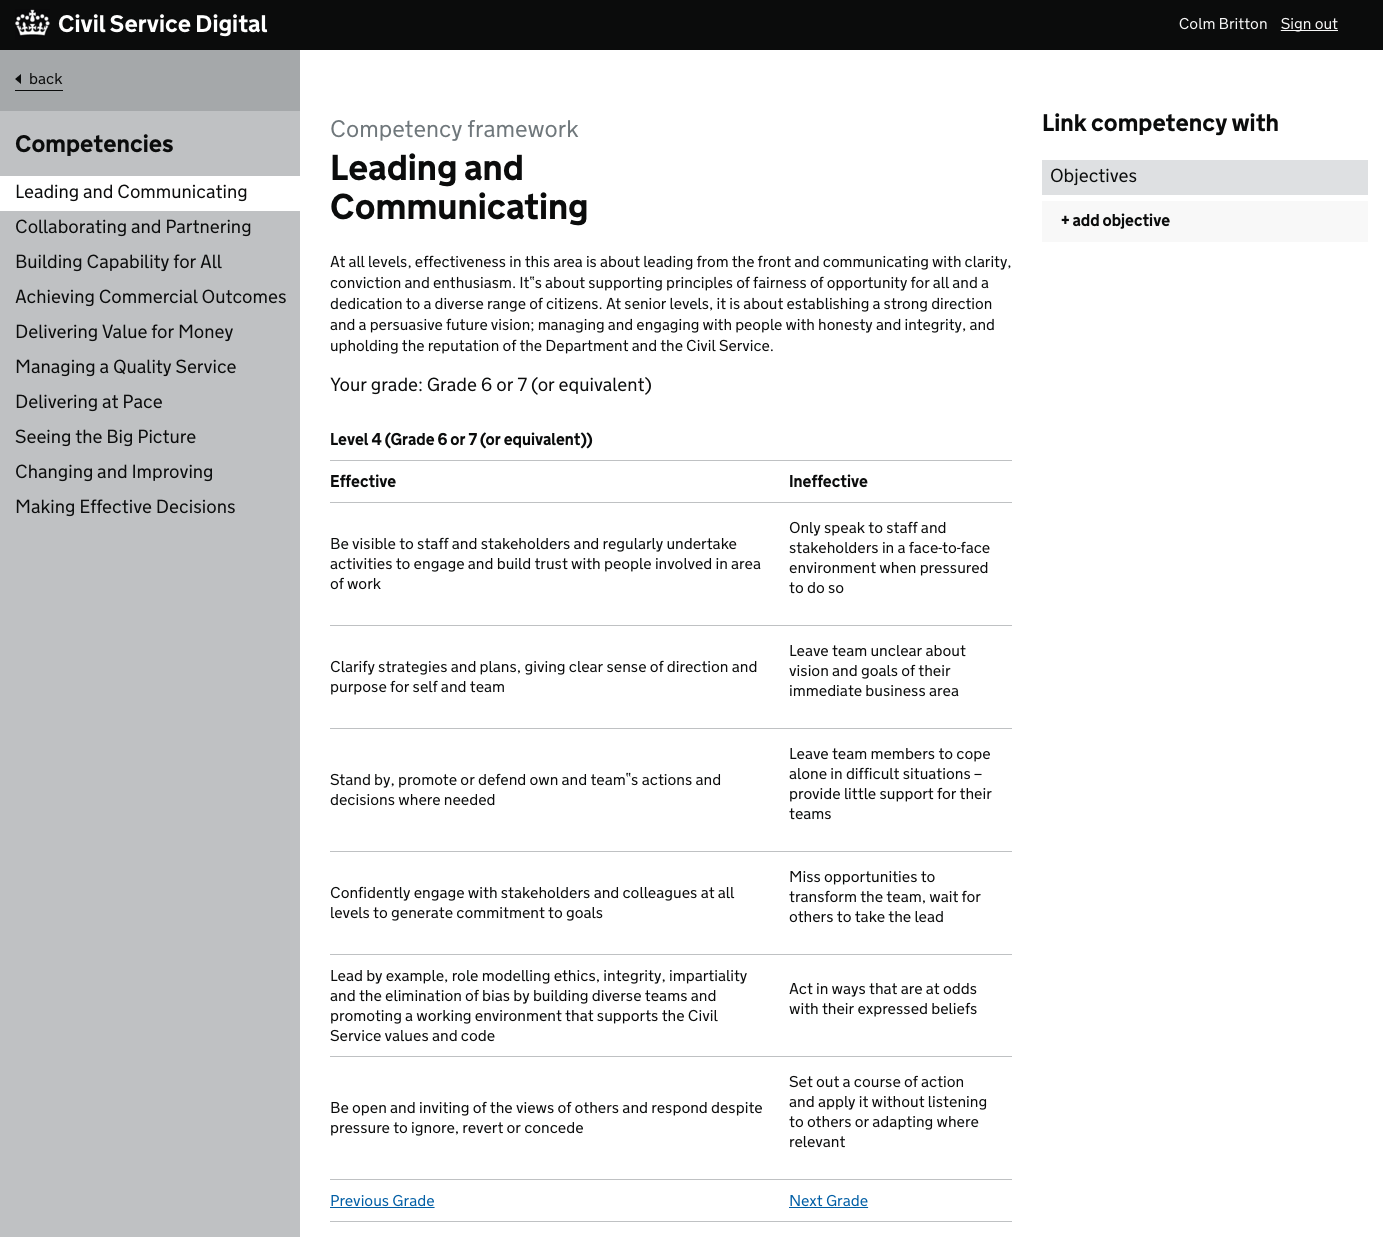 Civil Service Digital
Colm Britton Sign out
back
Competencies
Leading and Communicating
Collaborating and Partnering
Building Capability for All
Achieving Commercial Outcomes
Delivering Value for Money
Managing a Quality Service
Delivering at Pace
Seeing the Big Picture
Changing and Improving
Making Effective Decisions
Competency framework
Leading and
Communicating
At all levels, effectiveness in this area is about leading from the front and communicating with clarity,
conviction and enthusiasm. It‟s about supporting principles of fairness of opportunity for all and a
dedication to a diverse range of citizens. At senior levels, it is about establishing a strong direction
and a persuasive future vision; managing and engaging with people with honesty and integrity, and
upholding the reputation of the Department and the Civil Service.
Your grade: Grade 6 or 7 (or equivalent)
Level 4 (Grade 6 or 7 (or equivalent))
Effective
Ineffective
Be visible to staff and stakeholders and regularly undertake
activities to engage and build trust with people involved in area
of work
Only speak to staff and
stakeholders in a face-to-face
environment when pressured
to do so
Clarify strategies and plans, giving clear sense of direction and
purpose for self and team
Leave team unclear about
vision and goals of their
immediate business area
Stand by, promote or defend own and team‟s actions and
decisions where needed
Leave team members to cope
alone in difficult situations –
provide little support for their
teams
Confidently engage with stakeholders and colleagues at all
levels to generate commitment to goals
Miss opportunities to
transform the team, wait for
others to take the lead
Lead by example, role modelling ethics, integrity, impartiality
and the elimination of bias by building diverse teams and
promoting a working environment that supports the Civil
Service values and code
Act in ways that are at odds
with their expressed beliefs
Be open and inviting of the views of others and respond despite
pressure to ignore, revert or concede
Set out a course of action
and apply it without listening
to others or adapting where
relevant
Previous Grade
Next Grade
Link competency with
Objectives
+ add objective